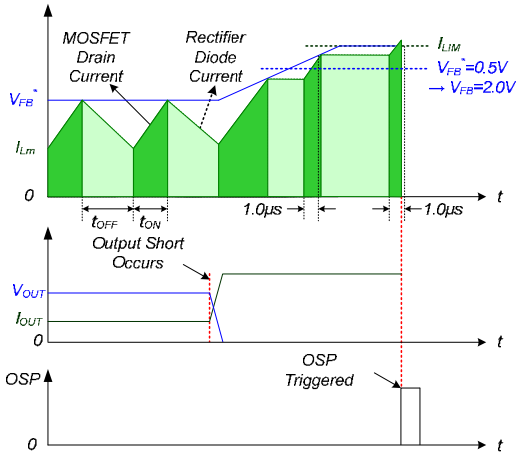 MOSFET
Drain
Current
Rectifier
Diode
Current
I_LIM
V_FB*=0.5V
→ V_FB=2.0V
V_FB*
I_Lm
0
t
t_OFF
t_ON
1.0µs
1.0µs
Output Short
Occurs
V_OUT
I_OUT
0
t
OSP
OSP
Triggered
0
t